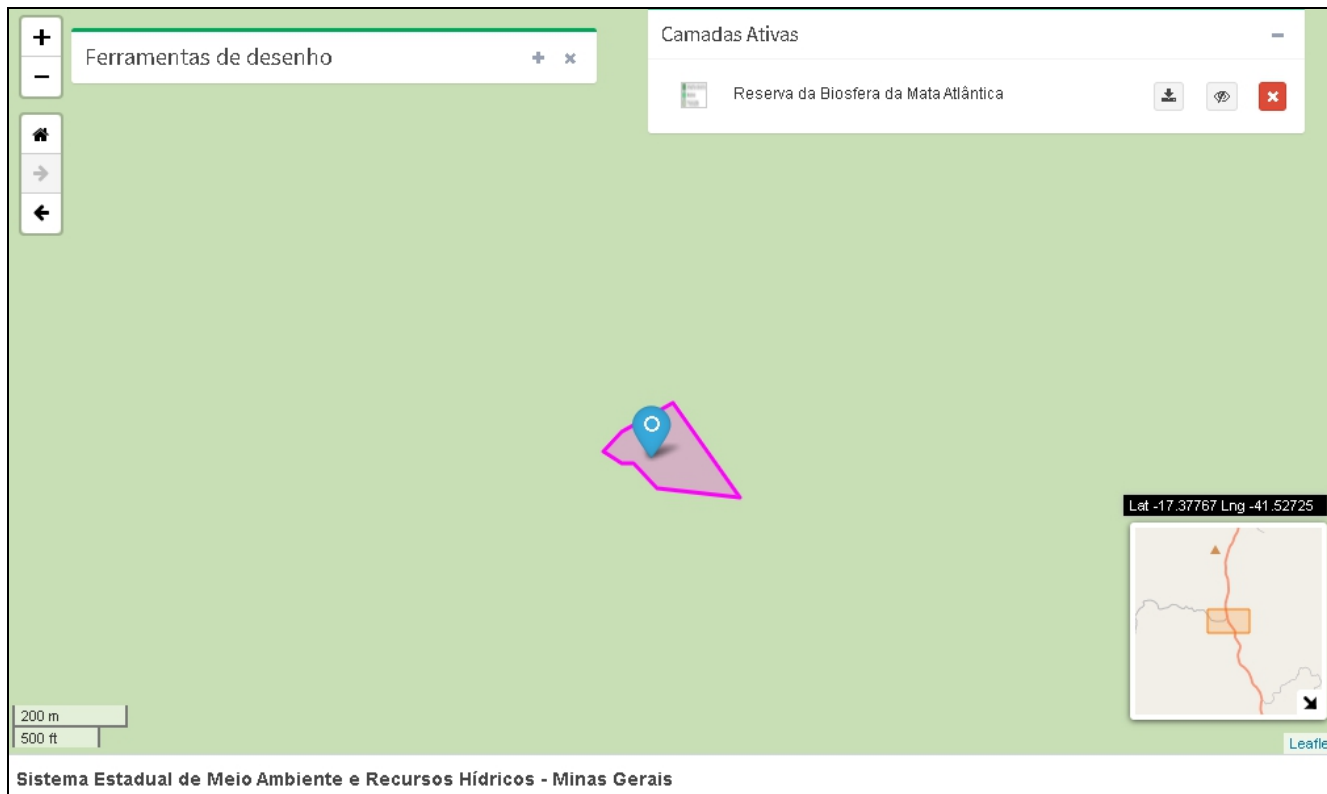 +
−
Ferramentas de desenho
Camadas Ativas
Reserva da Biosfera da Mata Atlântica
Lat -17.37767 Lng -41.52725
200 m
500 ft
Leafle
Sistema Estadual de Meio Ambiente e Recursos Hídricos - Minas Gerais